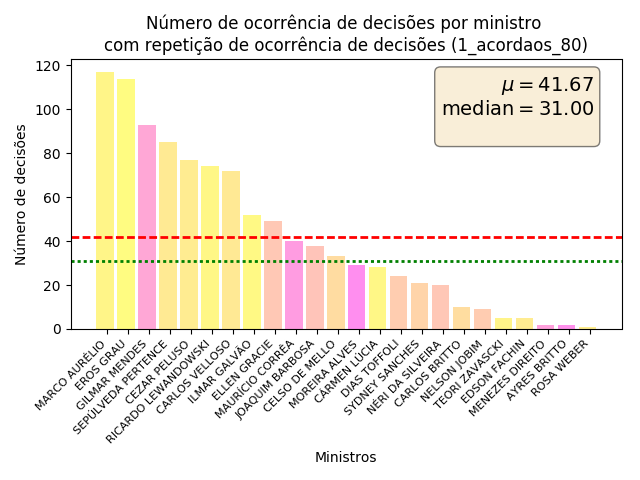 Número de ocorrência de decisões por ministro
com repetição de ocorrência de decisões (1_acordaos_80)
120
100
80
60
40
20
0
Número de decisões
μ = 41.67
median = 31.00
MARCO AURÉLIO
EROS GRAU
GILMAR MENDES
SEPÚLVEDA PERTENCE
CEZAR PELUSO
RICARDO LEWANDOWSKI
CARLOS VELLOSO
ILMAR GALVÃO
ELLEN GRACIE
MAURÍCIO CORRÊA
JOAQUIM BARBOSA
CELSO DE MELLO
MOREIRA ALVES
CÁRMEN LÚCIA
DIAS TOFFOLI
SYDNEY SANCHES
NÉRI DA SILVEIRA
CARLOS BRITTO
NELSON JOBIM
TEORI ZAVASCKI
EDSON FACHIN
MENEZES DIREITO
AYRES BRITTO
ROSA WEBER
Ministros